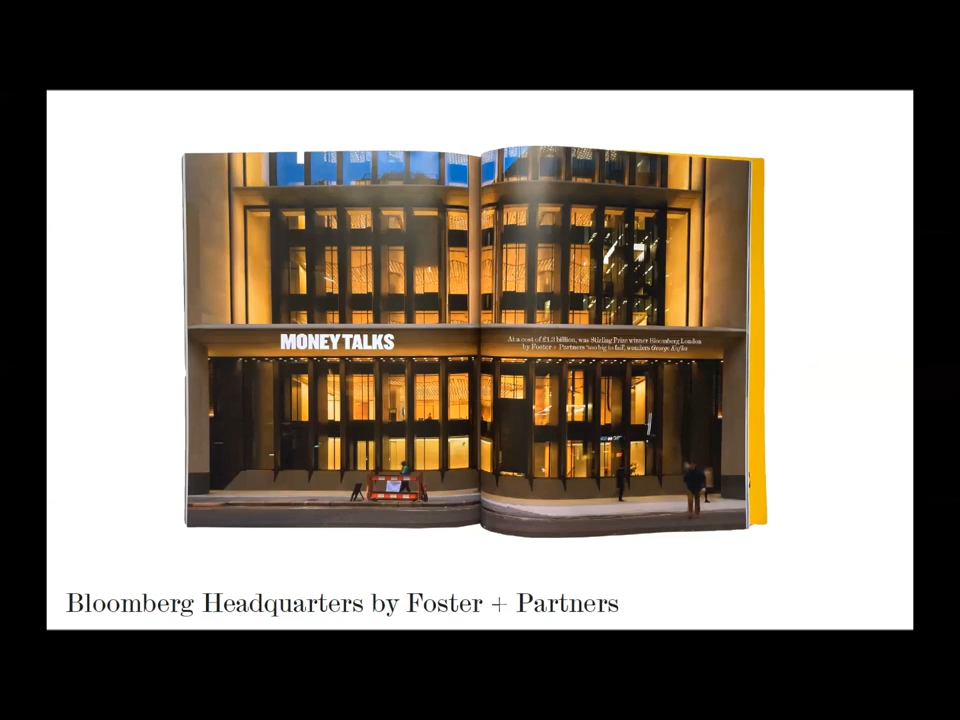 MONEY TALKS
At a cost of £1.3 billion, was Stirling Prize winner Bloomberg London
by Foster + Partners ‘too big to fail’, wonders George Kafka
Bloomberg Headquarters by Foster + Partners